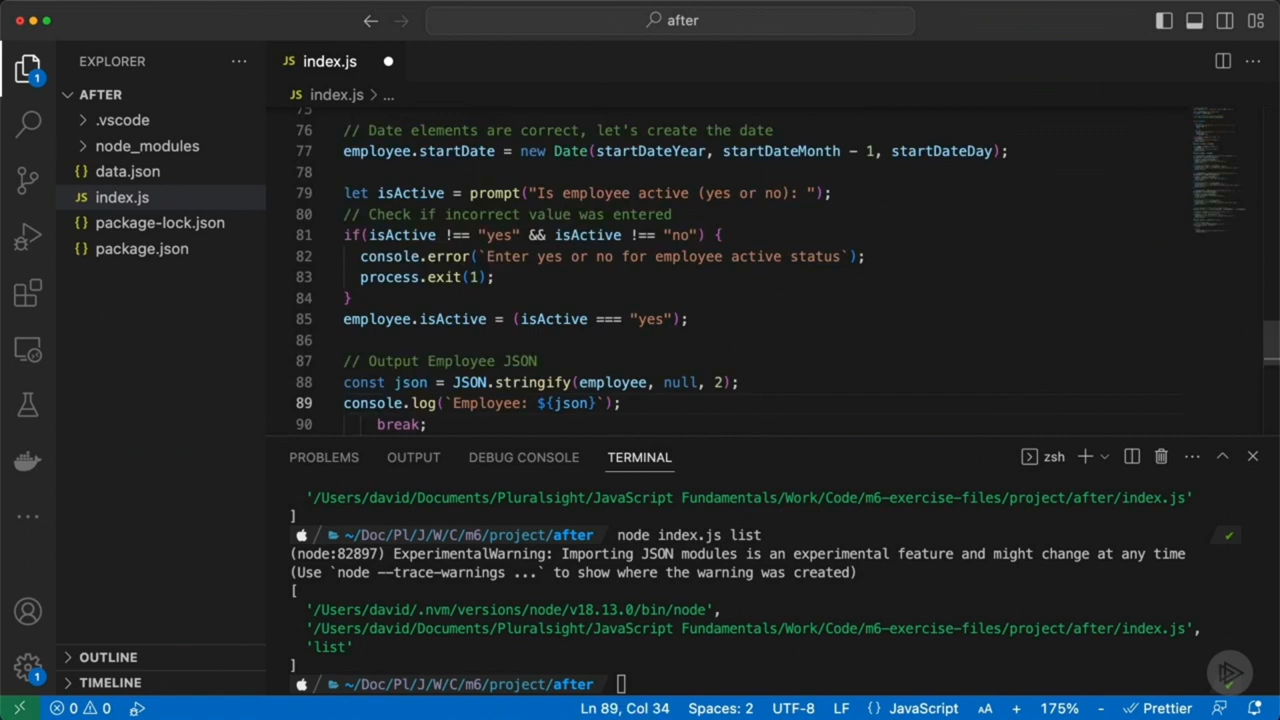 after
EXPLORER
JS index.js
1
AFTER
JS index.js > ...
.vscode
node_modules
{} data.json
JS index.js
{} package-lock.json
{} package.json
75
76 // Date elements are correct, let's create the date
77 employee.startDate = new Date(startDateYear, startDateMonth - 1, startDateDay);
78
79 let isActive = prompt("Is employee active (yes or no): ");
80 // Check if incorrect value was entered
81 if(isActive !== "yes" && isActive !== "no") {
82 console.error(`Enter yes or no for employee active status`);
83 process.exit(1);
84 }
85 employee.isActive = (isActive === "yes");
86
87 // Output Employee JSON
88 const json = JSON.stringify(employee, null, 2);
89 console.log(`Employee: ${json}`);
90 break;
PROBLEMS OUTPUT DEBUG CONSOLE TERMINAL zsh
'/Users/david/Documents/Pluralsight/JavaScript Fundamentals/Work/Code/m6-exercise-files/project/after/index.js'
]
~/Doc/Pl/J/W/C/m6/project/after node index.js list
(node:82897) ExperimentalWarning: Importing JSON modules is an experimental feature and might change at any time
(Use `node --trace-warnings ...` to show where the warning was created)
[
'/Users/david/.nvm/versions/node/v18.13.0/bin/node',
'/Users/david/Documents/Pluralsight/JavaScript Fundamentals/Work/Code/m6-exercise-files/project/after/index.js',
'list'
]
~/Doc/Pl/J/W/C/m6/project/after
OUTLINE
TIMELINE
1
0 0 Ln 89, Col 34 Spaces: 2 UTF-8 LF {} JavaScript AA + 175% - Prettier